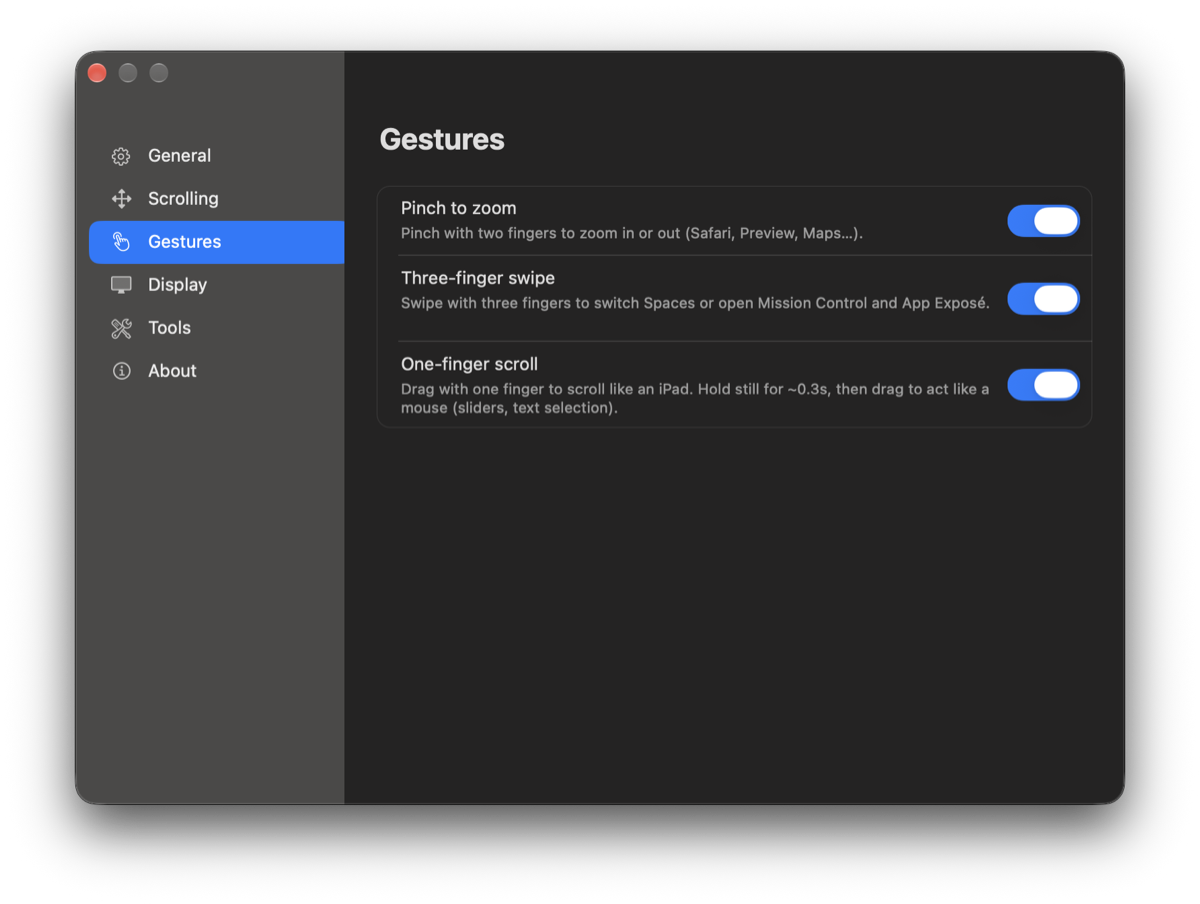 General
Scrolling
Gestures
Display
Tools
About
Gestures
Pinch to zoom
Pinch with two fingers to zoom in or out (Safari, Preview, Maps…).
Three-finger swipe
Swipe with three fingers to switch Spaces or open Mission Control and App Exposé.
One-finger scroll
Drag with one finger to scroll like an iPad. Hold still for ~0.3s, then drag to act like a
mouse (sliders, text selection).